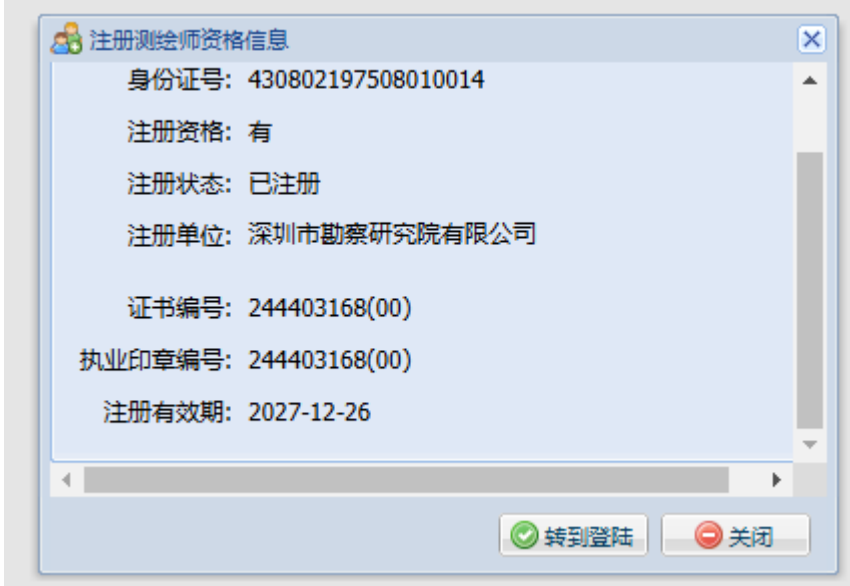 注册测绘师资格信息
身份证号: 430802197508010014
注册资格: 有
注册状态: 已注册
注册单位: 深圳市勘察研究院有限公司
证书编号: 244403168(00)
执业印章编号: 244403168(00)
注册有效期: 2027-12-26
转到登陆 关闭